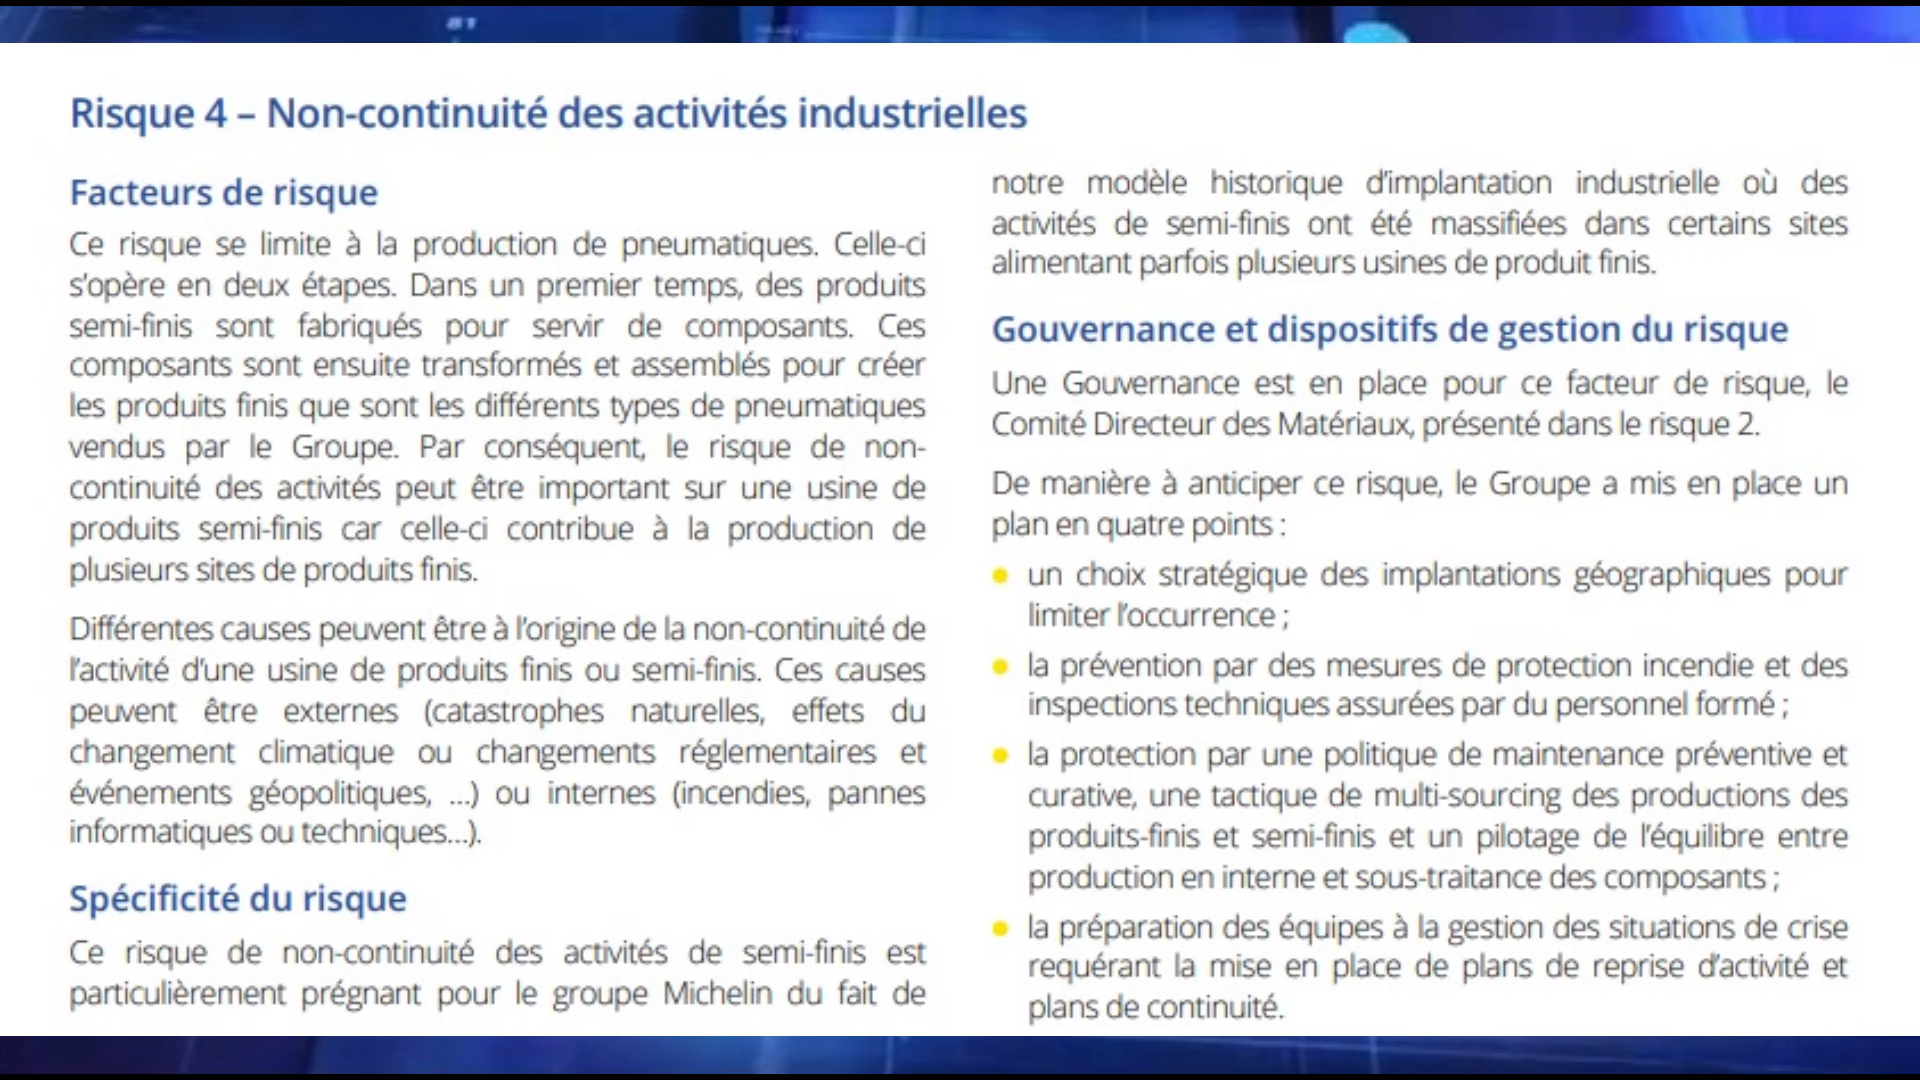 Risque 4 – Non-continuité des activités industrielles
Facteurs de risque
Ce risque se limite à la production de pneumatiques. Celle-ci
s’opère en deux étapes. Dans un premier temps, des produits
semi-finis sont fabriqués pour servir de composants. Ces
composants sont ensuite transformés et assemblés pour créer
les produits finis que sont les différents types de pneumatiques
vendus par le Groupe. Par conséquent, le risque de non-
continuité des activités peut être important sur une usine de
produits semi-finis car celle-ci contribue à la production de
plusieurs sites de produits finis.
Différentes causes peuvent être à l’origine de la non-continuité de
l’activité d’une usine de produits finis ou semi-finis. Ces causes
peuvent être externes (catastrophes naturelles, effets du
changement climatique ou changements réglementaires et
événements géopolitiques, ...) ou internes (incendies, pannes
informatiques ou techniques...).
Spécificité du risque
Ce risque de non-continuité des activités de semi-finis est
particulièrement prégnant pour le groupe Michelin du fait de
notre modèle historique d’implantation industrielle où des
activités de semi-finis ont été massifiées dans certains sites
alimentant parfois plusieurs usines de produit finis.
Gouvernance et dispositifs de gestion du risque
Une Gouvernance est en place pour ce facteur de risque, le
Comité Directeur des Matériaux, présenté dans le risque 2.
De manière à anticiper ce risque, le Groupe a mis en place un
plan en quatre points :
● un choix stratégique des implantations géographiques pour
limiter l’occurrence ;
● la prévention par des mesures de protection incendie et des
inspections techniques assurées par du personnel formé ;
● la protection par une politique de maintenance préventive et
curative, une tactique de multi-sourcing des productions des
produits-finis et semi-finis et un pilotage de l’équilibre entre
production en interne et sous-traitance des composants ;
● la préparation des équipes à la gestion des situations de crise
requérant la mise en place de plans de reprise d’activité et
plans de continuité.